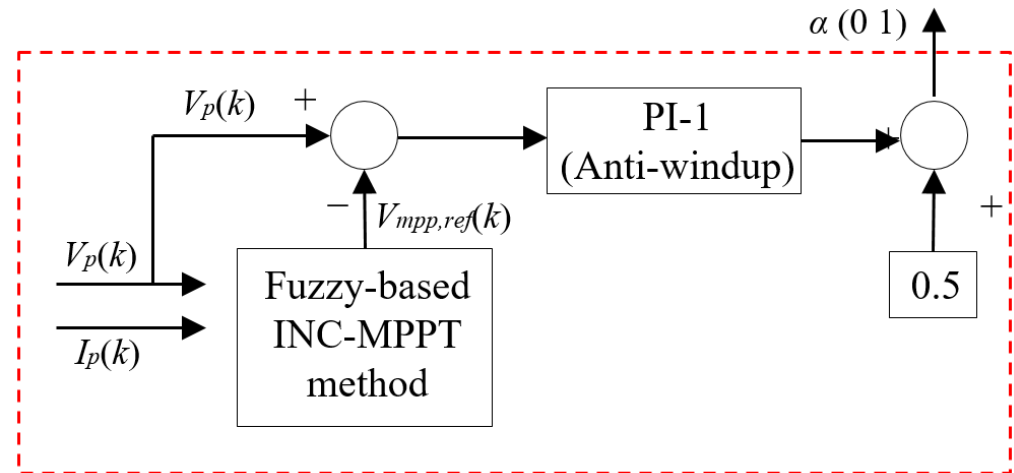 α (0 1)
Vp(k)
+
PI-1
(Anti-windup)
+
−
Vmpp,ref(k)
+
Vp(k)
Fuzzy-based
INC-MPPT
method
0.5
Ip(k)